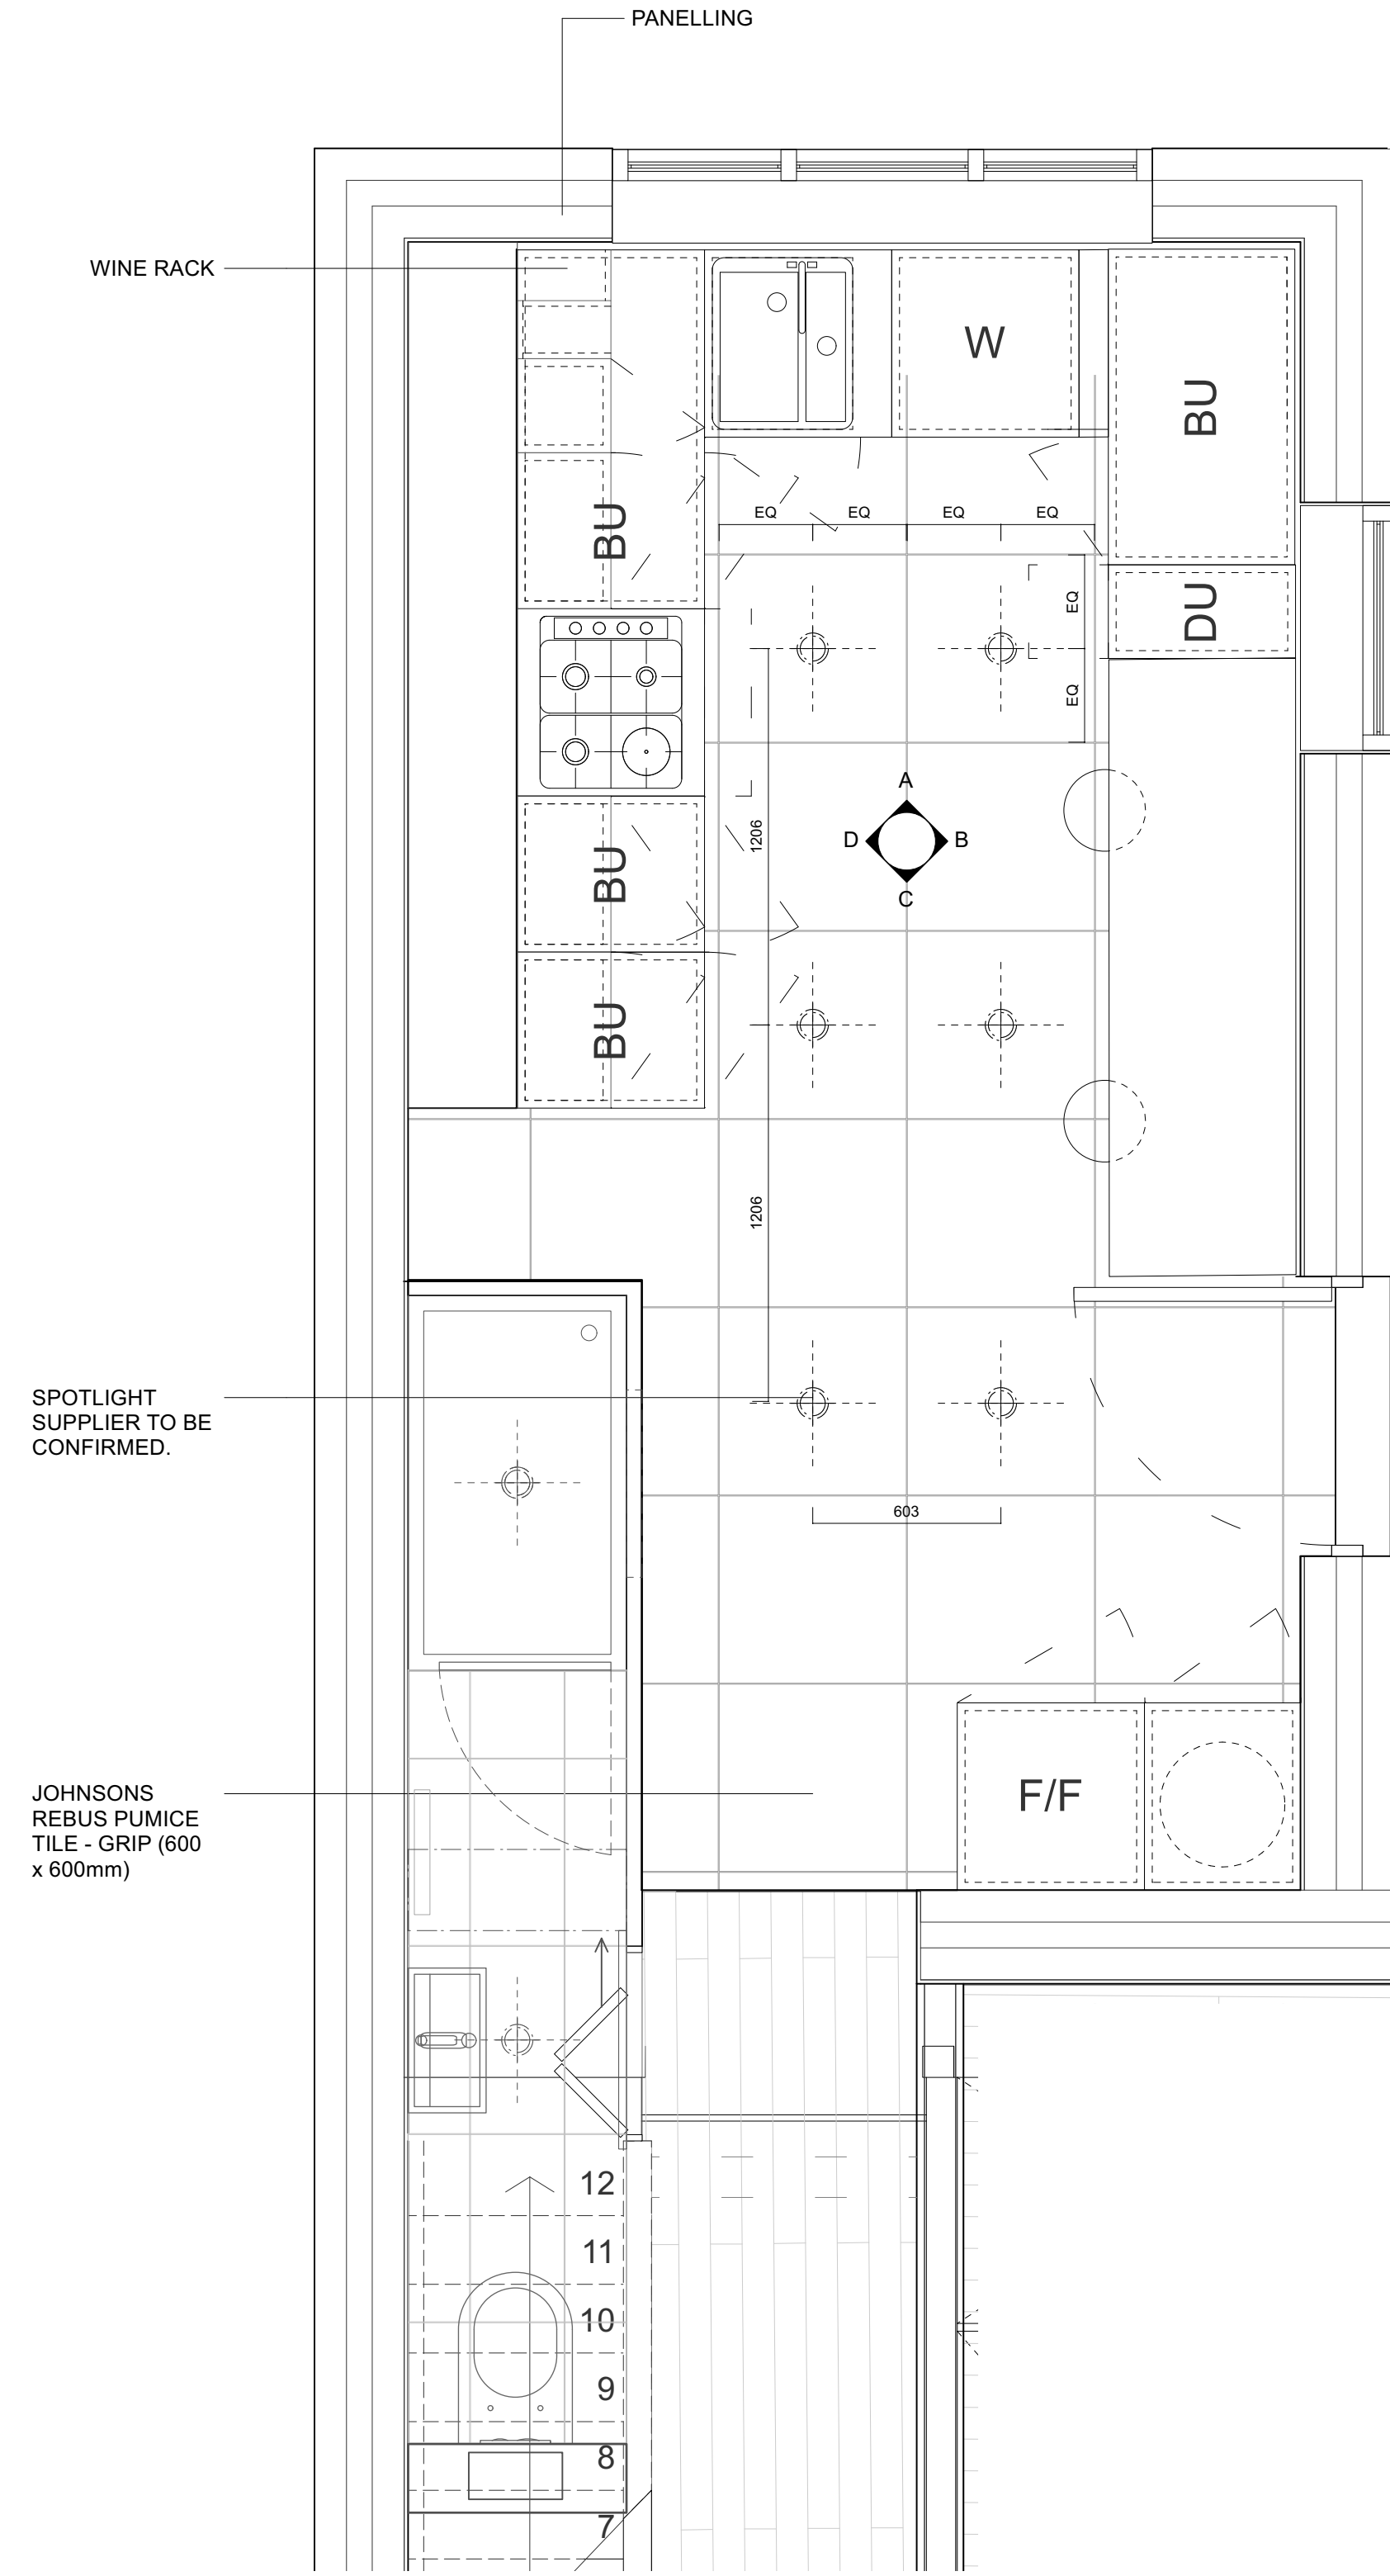 PANELLING
WINE RACK
W
BU
BU
EQ
EQ
EQ
EQ
EQ
DU
EQ
A
D
B
C
1206
BU
BU
1206
SPOTLIGHT
SUPPLIER TO BE
CONFIRMED.
603
JOHNSONS
REBUS PUMICE
TILE - GRIP (600
x 600mm)
F/F
12
11
10
9
8
7